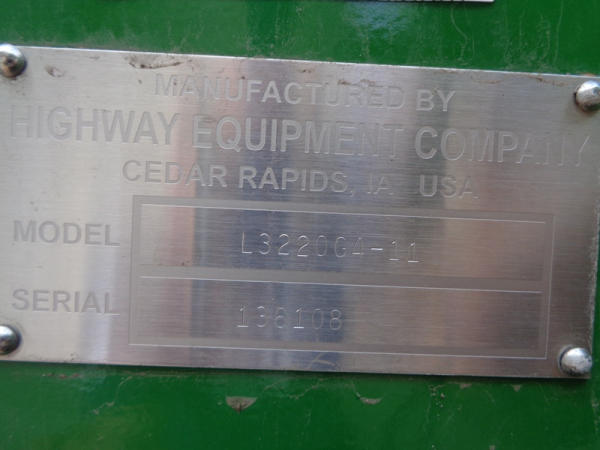 MANUFACTURED BY
HIGHWAY EQUIPMENT COMPANY
CEDAR RAPIDS, IA USA
MODEL L3220G4-11
SERIAL 136108